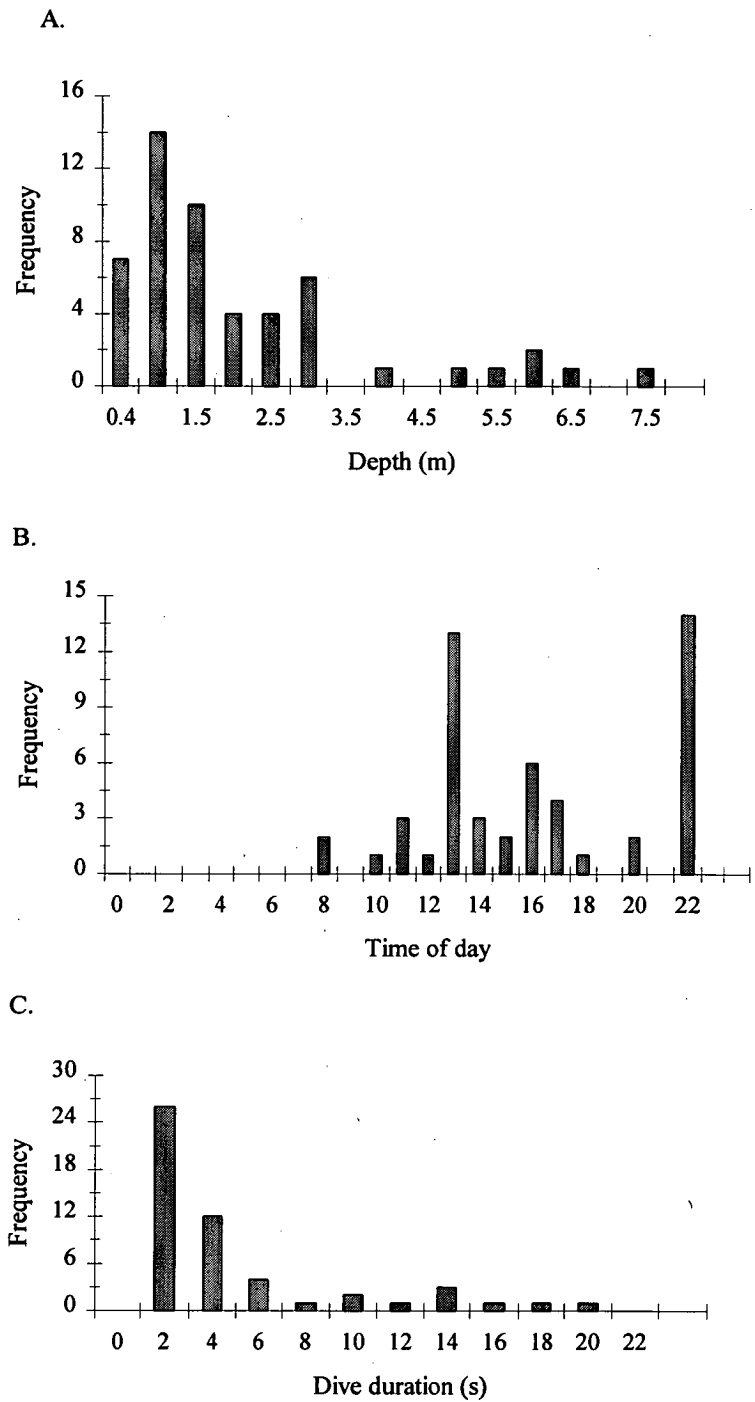 A.
16
12
8
4
0
Frequency
0.4 1.5 2.5 3.5 4.5 5.5 6.5 7.5
Depth (m)
B.
15
12
9
6
3
0
Frequency
0 2 4 6 8 10 12 14 16 18 20 22
Time of day
C.
30
24
18
12
6
0
Frequency
0 2 4 6 8 10 12 14 16 18 20 22
Dive duration (s)